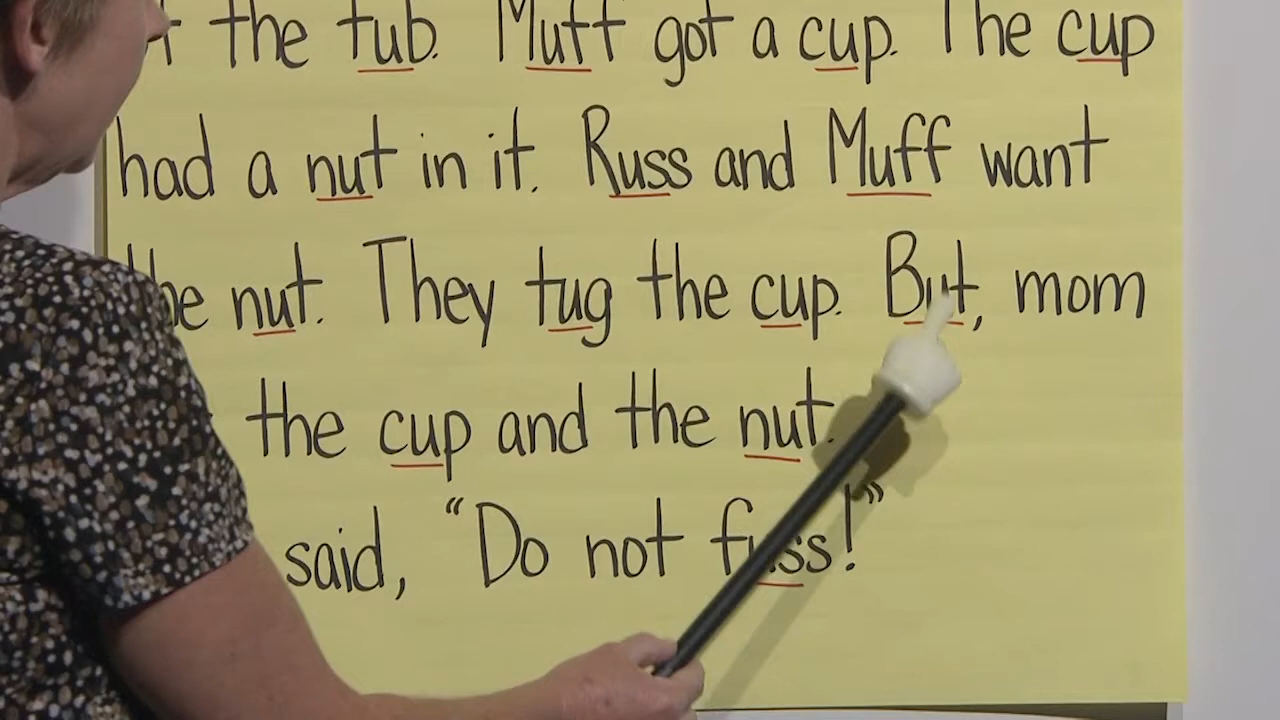 the tub. Muff got a cup. The cup
had a nut in it. Russ and Muff want
the nut. They tug the cup. But, mom
the cup and the nut.
said, "Do not fuss!"